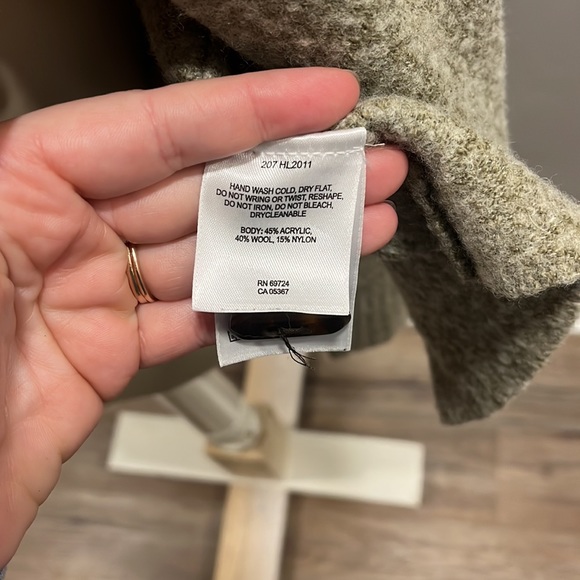 207 HL2011
HAND WASH COLD, DRY FLAT,
DO NOT WRING OR TWIST, RESHAPE,
DO NOT IRON, DO NOT BLEACH,
DRYCLEANABLE
BODY: 45% ACRYLIC,
40% WOOL, 15% NYLON
RN 69724
CA 05367